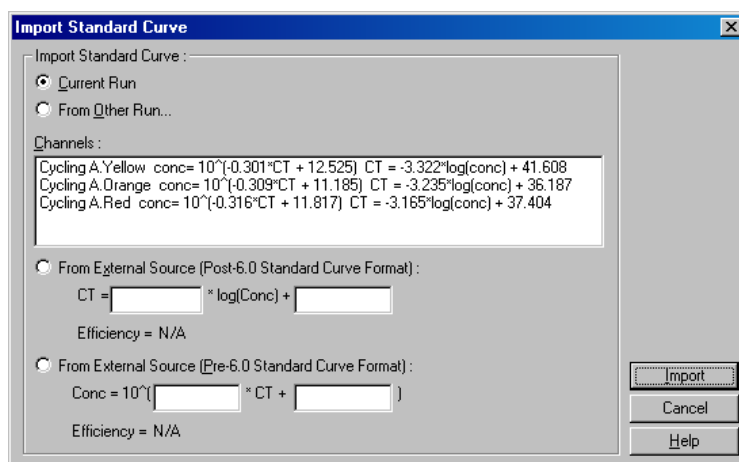 Import Standard Curve
Import Standard Curve :
Current Run
From Other Run...
Channels :
Cycling A.Yellow conc= 10^(-0.301*CT + 12.525) CT = -3.322*log(conc) + 41.608
Cycling A.Orange conc= 10^(-0.309*CT + 11.185) CT = -3.235*log(conc) + 36.187
Cycling A.Red conc= 10^(-0.316*CT + 11.817) CT = -3.165*log(conc) + 37.404
From External Source (Post-6.0 Standard Curve Format) :
CT = * log(Conc) +
Efficiency = N/A
From External Source (Pre-6.0 Standard Curve Format) :
Conc = 10^( * CT + )
Efficiency = N/A
Import
Cancel
Help